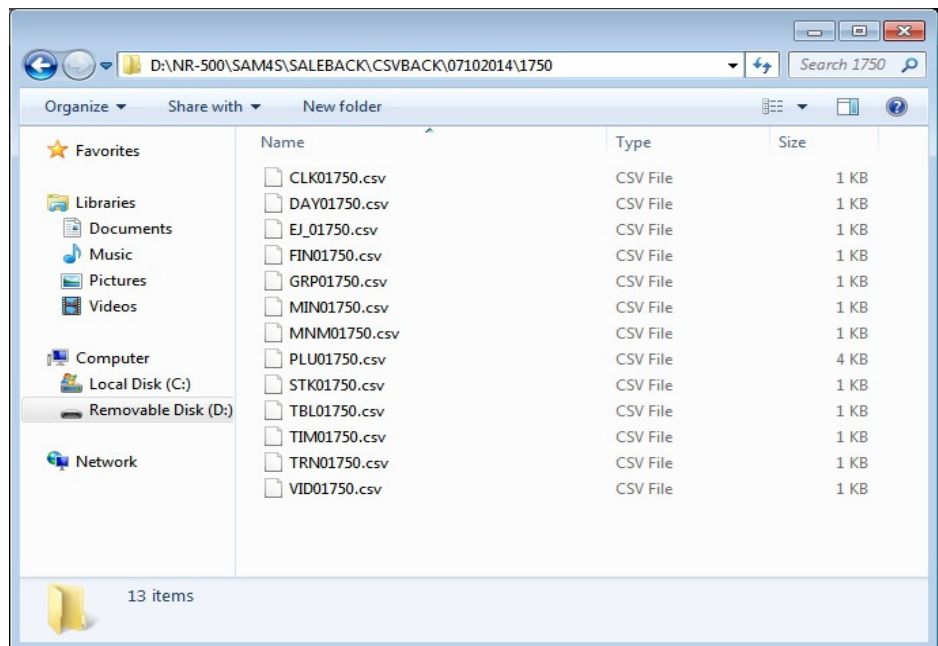 D:\NR-500\SAM4S\SALEBACK\CSVBACK\07102014\1750
Search 1750
Organize Share with New folder
Favorites
Libraries
Documents
Music
Pictures
Videos
Computer
Local Disk (C:)
Removable Disk (D:)
Network
Name Type Size
CLK01750.csv CSV File 1 KB
DAY01750.csv CSV File 1 KB
EJ_01750.csv CSV File 1 KB
FIN01750.csv CSV File 1 KB
GRP01750.csv CSV File 1 KB
MIN01750.csv CSV File 1 KB
MNM01750.csv CSV File 1 KB
PLU01750.csv CSV File 4 KB
STK01750.csv CSV File 1 KB
TBL01750.csv CSV File 1 KB
TIM01750.csv CSV File 1 KB
TRN01750.csv CSV File 1 KB
VID01750.csv CSV File 1 KB
13 items